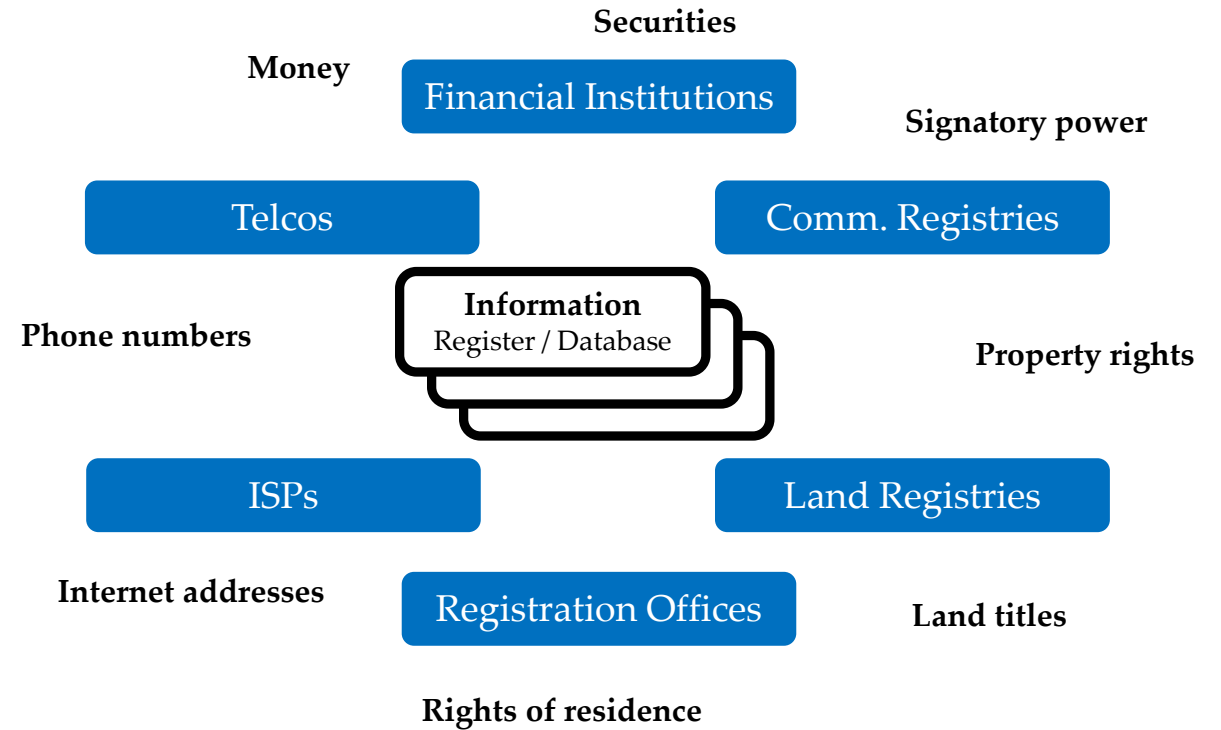 Securities
Money
Financial Institutions
Signatory power
Telcos
Comm. Registries
Information
Register / Database
Phone numbers
Property rights
ISPs
Land Registries
Internet addresses
Registration Offices
Land titles
Rights of residence